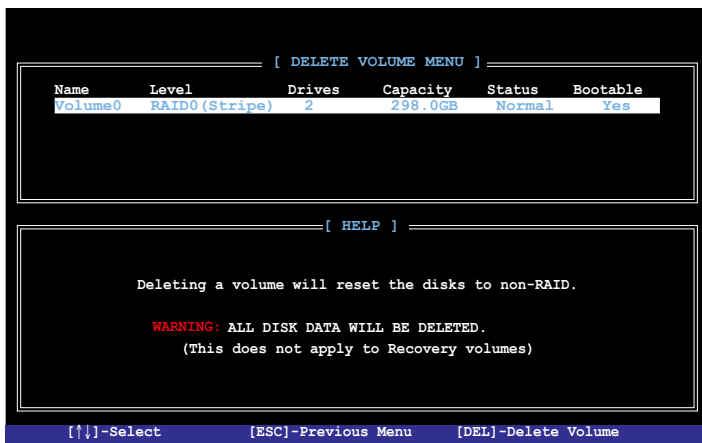 [ DELETE VOLUME MENU ]
Name Level Drives Capacity Status Bootable
Volume0 RAID0(Stripe) 2 298.0GB Normal Yes
[ HELP ]
Deleting a volume will reset the disks to non-RAID.
WARNING: ALL DISK DATA WILL BE DELETED.
(This does not apply to Recovery volumes)
[↑↓]-Select [ESC]-Previous Menu [DEL]-Delete Volume